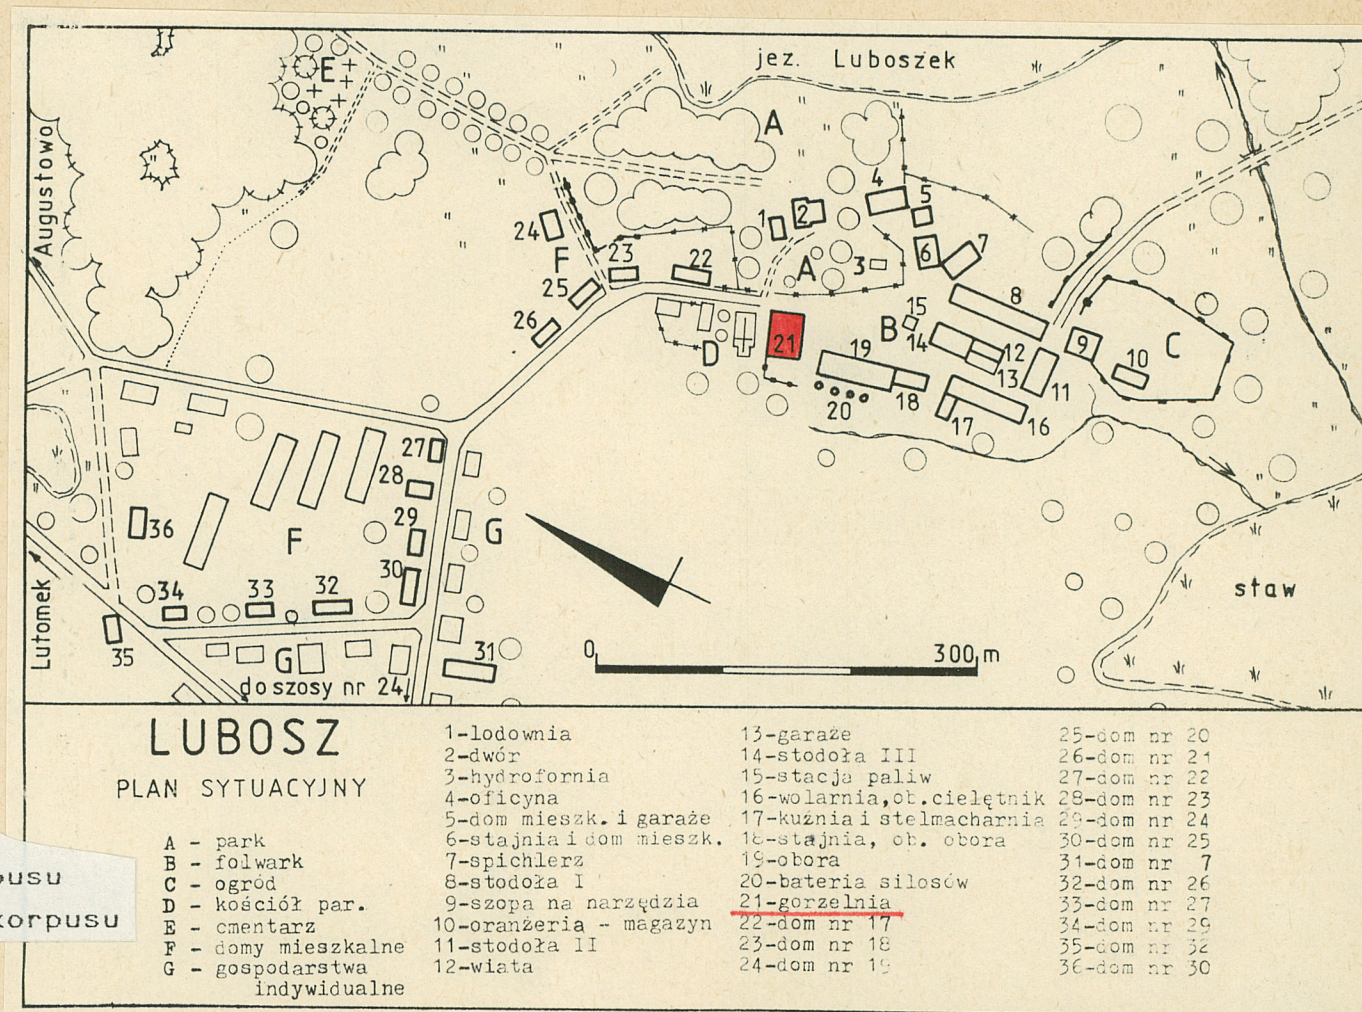 jez. Luboszek
E
A
Augustowo
4
5
1
2
24
F
23
22
A
3
6
7
25
26
15
8
B
14
D
21
19
12
9
C
13
10
11
20
18
17
16
27
28
29
G
36
F
30
34
33
32
Lutomek
35
G
31
0
300 m
staw
do szosy nr 24
LUBOSZ
PLAN SYTUACYJNY
A - park
B - folwark
C - ogród
D - kościół par.
E - cmentarz
F - domy mieszkalne
G - gospodarstwa
indywidualne
usu
korpusu
1-lodownia
2-dwór
3-hydrofornia
4-oficyna
5-dom mieszk. i garaże
6-stajnia i dom mieszk.
7-spichlerz
8-stodoła I
9-szopa na narzędzia
10-oranżeria - magazyn
11-stodoła II
12-wiata
13-garaże
14-stodoła III
15-stacja paliw
16-wolarnia, ob. cielętnik
17-kuźnia i stelmacharnia
18-stajnia, ob. obora
19-obora
20-bateria silosów
21-gorzelnia
22-dom nr 17
23-dom nr 18
24-dom nr 19
25-dom nr 20
26-dom nr 21
27-dom nr 22
28-dom nr 23
29-dom nr 24
30-dom nr 25
31-dom nr 7
32-dom nr 26
33-dom nr 27
34-dom nr 29
35-dom nr 32
36-dom nr 30